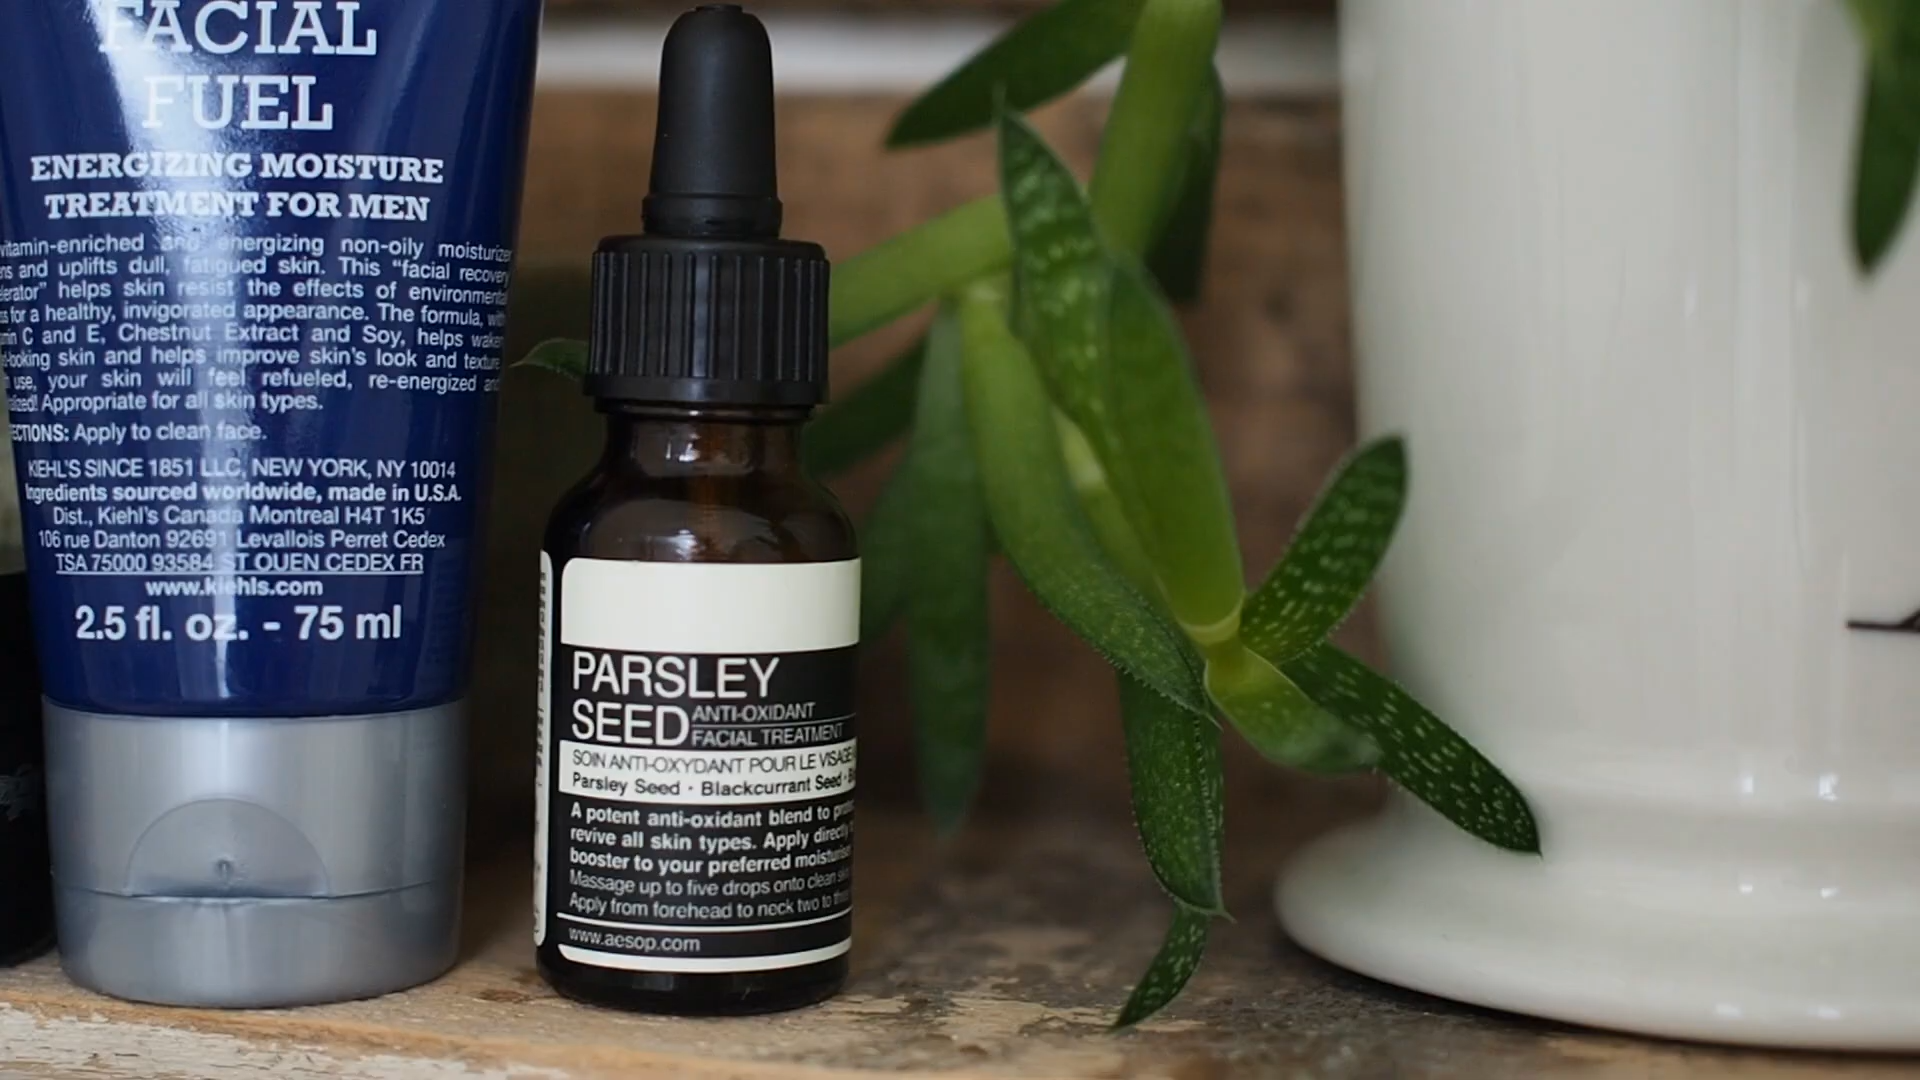 FACIAL
FUEL
ENERGIZING MOISTURE
TREATMENT FOR MEN
vitamin-enriched and energizing non-oily moisturizer
and uplifts dull, fatigued skin. This "facial recovery
helps skin resist the effects of environmental
for a healthy, invigorated appearance. The formula, with
C and E, Chestnut Extract and Soy, helps waken
skin and helps improve skin's look and texture.
use, your skin will feel refueled, re-energized and
Appropriate for all skin types.
Apply to clean face.
KIEHL'S SINCE 1851 LLC, NEW YORK, NY 10014
Ingredients sourced worldwide, made in U.S.A.
Dist., Kiehl's Canada Montreal H4T 1K5
106 rue Danton 92691 Levallois Perret Cedex
TSA 75000 93584 ST OUEN CEDEX FR
www.kiehls.com
2.5 fl. oz. - 75 ml
PARSLEY
SEED ANTI-OXIDANT
FACIAL TREATMENT
SOIN ANTI-OXYDANT POUR LE VISAGE
Parsley Seed · Blackcurrant Seed ·
A potent anti-oxidant blend to
revive all skin types. Apply directly
booster to your preferred
Massage up to five drops onto clean
Apply from forehead to neck two to
www.aesop.com